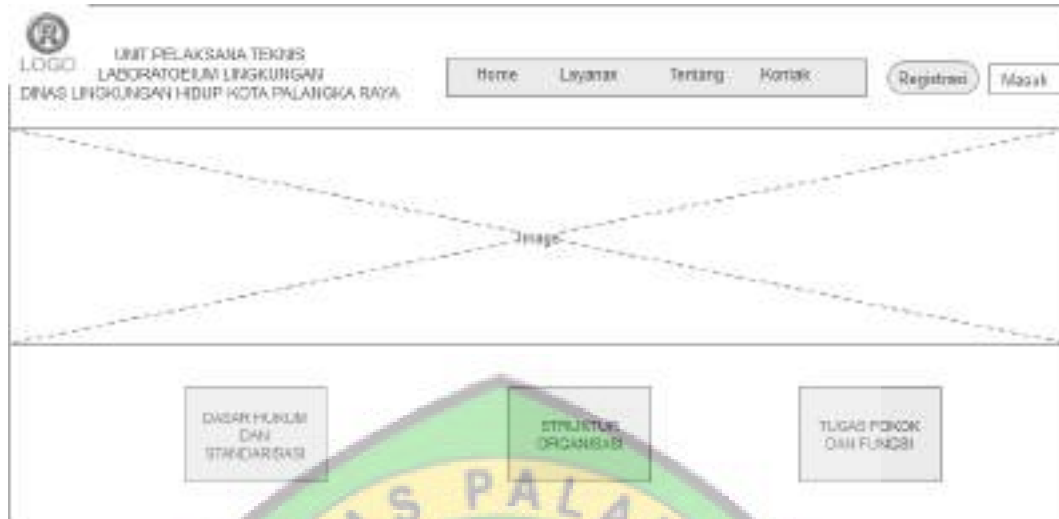 LOGO
UNIT PELAKSANA TEKNIS
LABORATOEIUM LINGKUNGAN
DINAS LINGKUNGAN HIDUP KOTA PALANGKA RAYA
Home Layanan Tentang Kontak
Registrasi Masuk
Image
DASAR HUKUM
DAN
STANDARISASI
STRUKTUR
ORGANISASI
TUGAS POKOK
DAN FUNGSI
S PALA